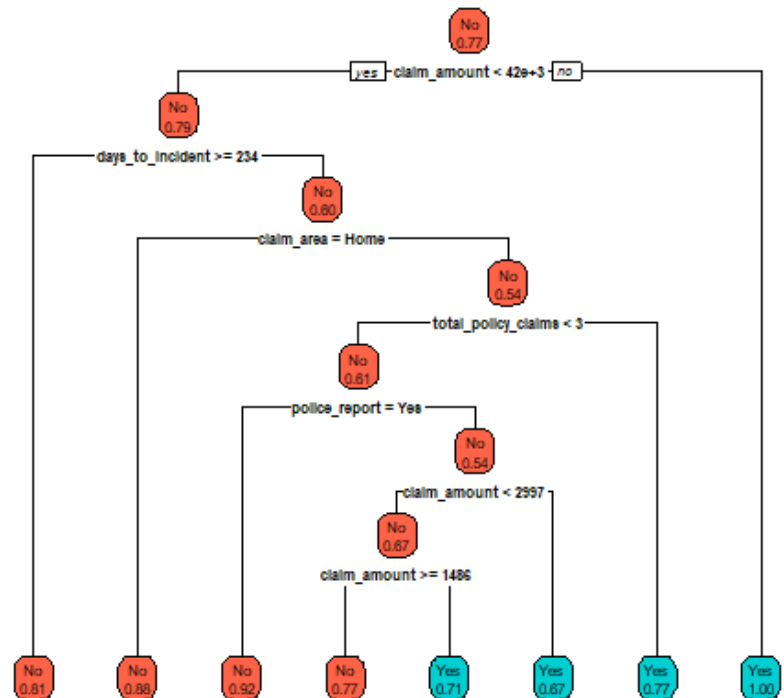 No
0.77
yes claim_amount < 42e+3 no
No
0.79
days_to_incident >= 234
No
0.60
claim_area = Home
No
0.54
total_policy_claims < 3
No
0.61
police_report = Yes
No
0.54
claim_amount < 2997
No
0.67
claim_amount >= 1486
No No No No Yes Yes Yes Yes
0.81 0.88 0.92 0.77 0.71 0.67 0.77 1.00